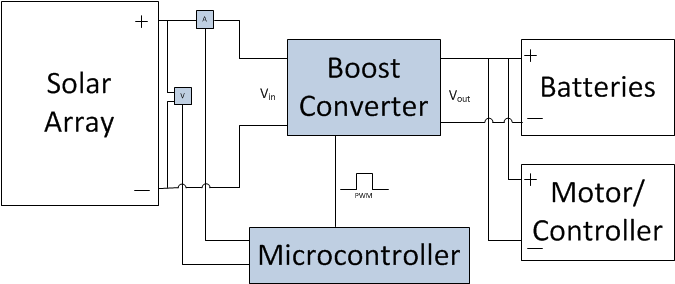 +
Solar
Array
—
A
V
Vin
Boost
Converter
Vout
PWM
Microcontroller
+
Batteries
—
+
Motor/
Controller
—